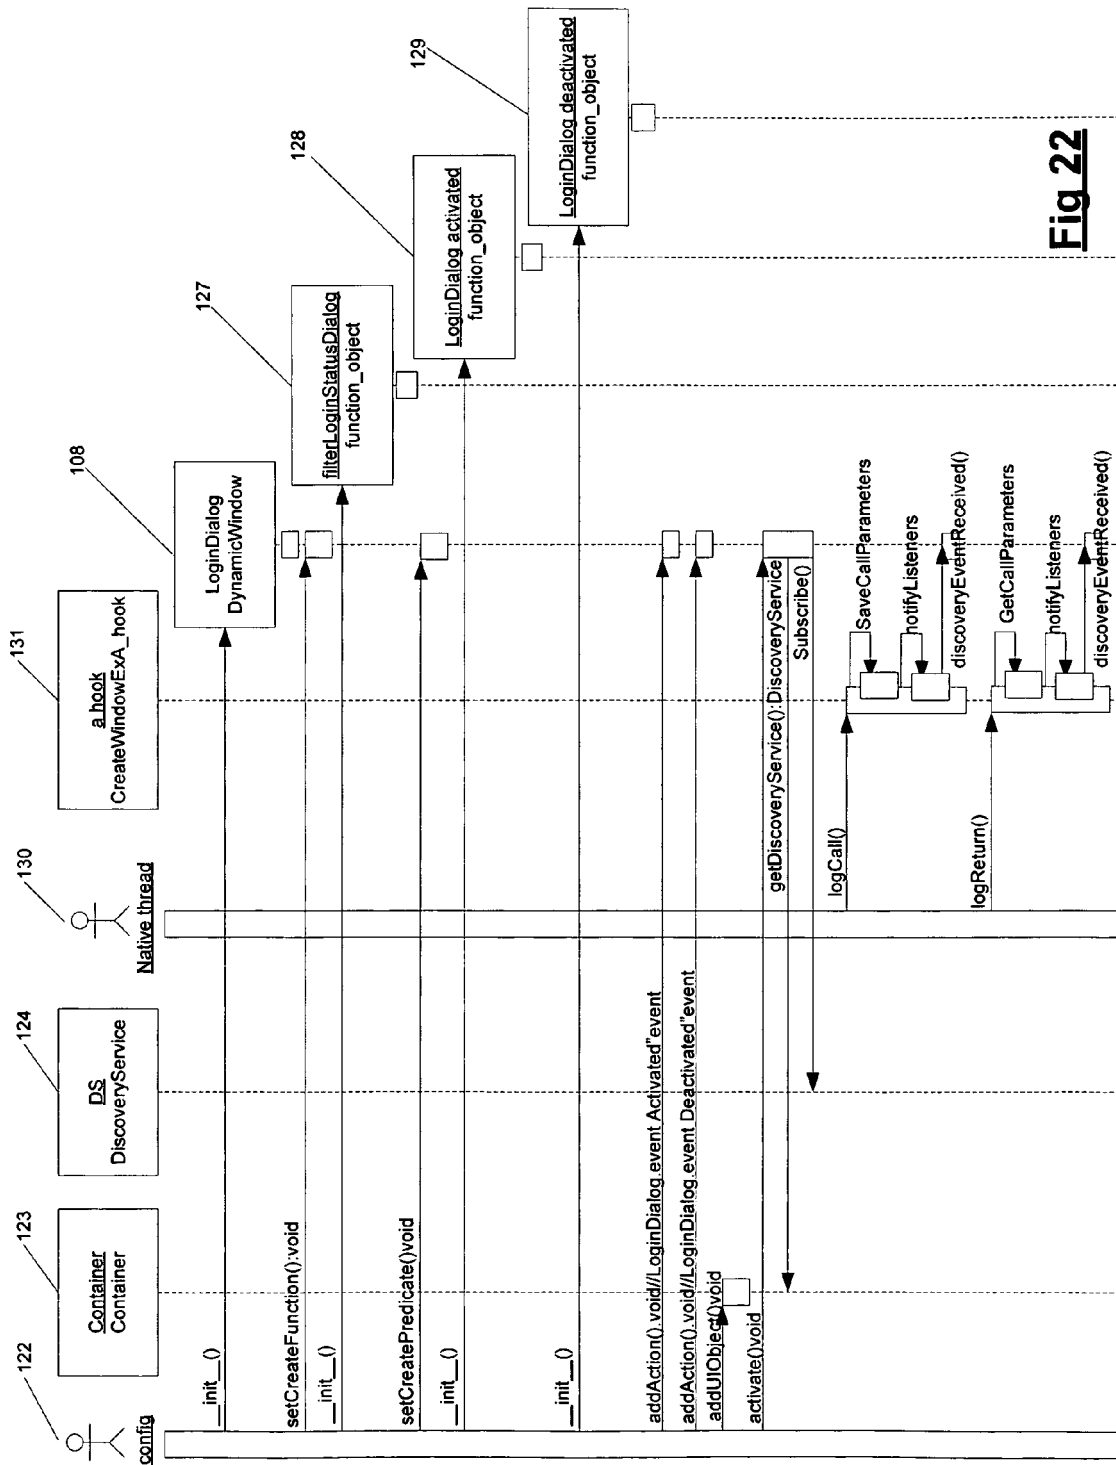 122
config
123
Container
Container
124
DS
DiscoveryService
130
Native thread
131
a hook
CreateWindowExA_hook
108
LoginDialog
DynamicWindow
127
filterLoginStatusDialog
function_object
128
LoginDialog activated
function_object
129
LoginDialog deactivated
function_object
__init__()
setCreateFunction():void
__init__()
setCreatePredicate()void
__init__()
__init__()
addAction().void//LoginDialog.event Activated"event
addAction().void//LoginDialog.event Deactivated"event
addUIObject()void
activate()void
getDiscoveryService():DiscoveryService
Subscribe()
logCall()
SaveCallParameters
notifyListeners
discoveryEventReceived()
logReturn()
GetCallParameters
notifyListeners
discoveryEventReceived()
Fig 22